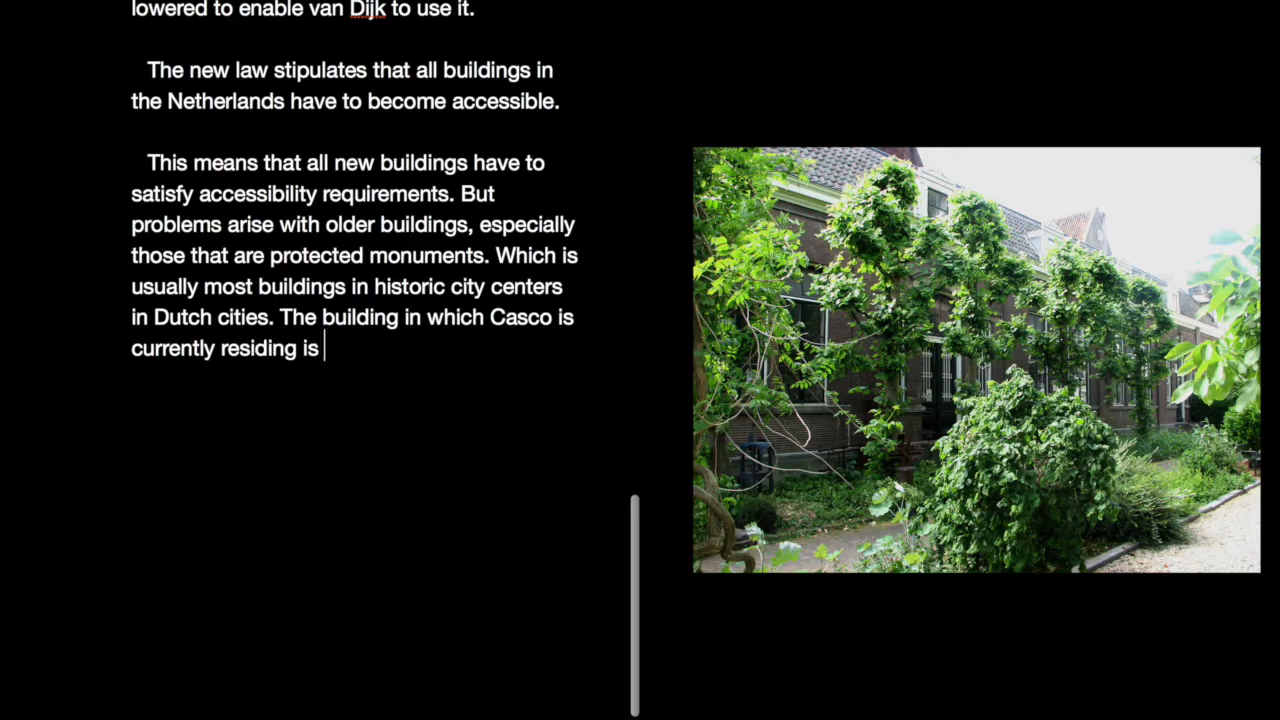 lowered to enable van Dijk to use it.
The new law stipulates that all buildings in
the Netherlands have to become accessible.
This means that all new buildings have to
satisfy accessibility requirements. But
problems arise with older buildings, especially
those that are protected monuments. Which is
usually most buildings in historic city centers
in Dutch cities. The building in which Casco is
currently residing is